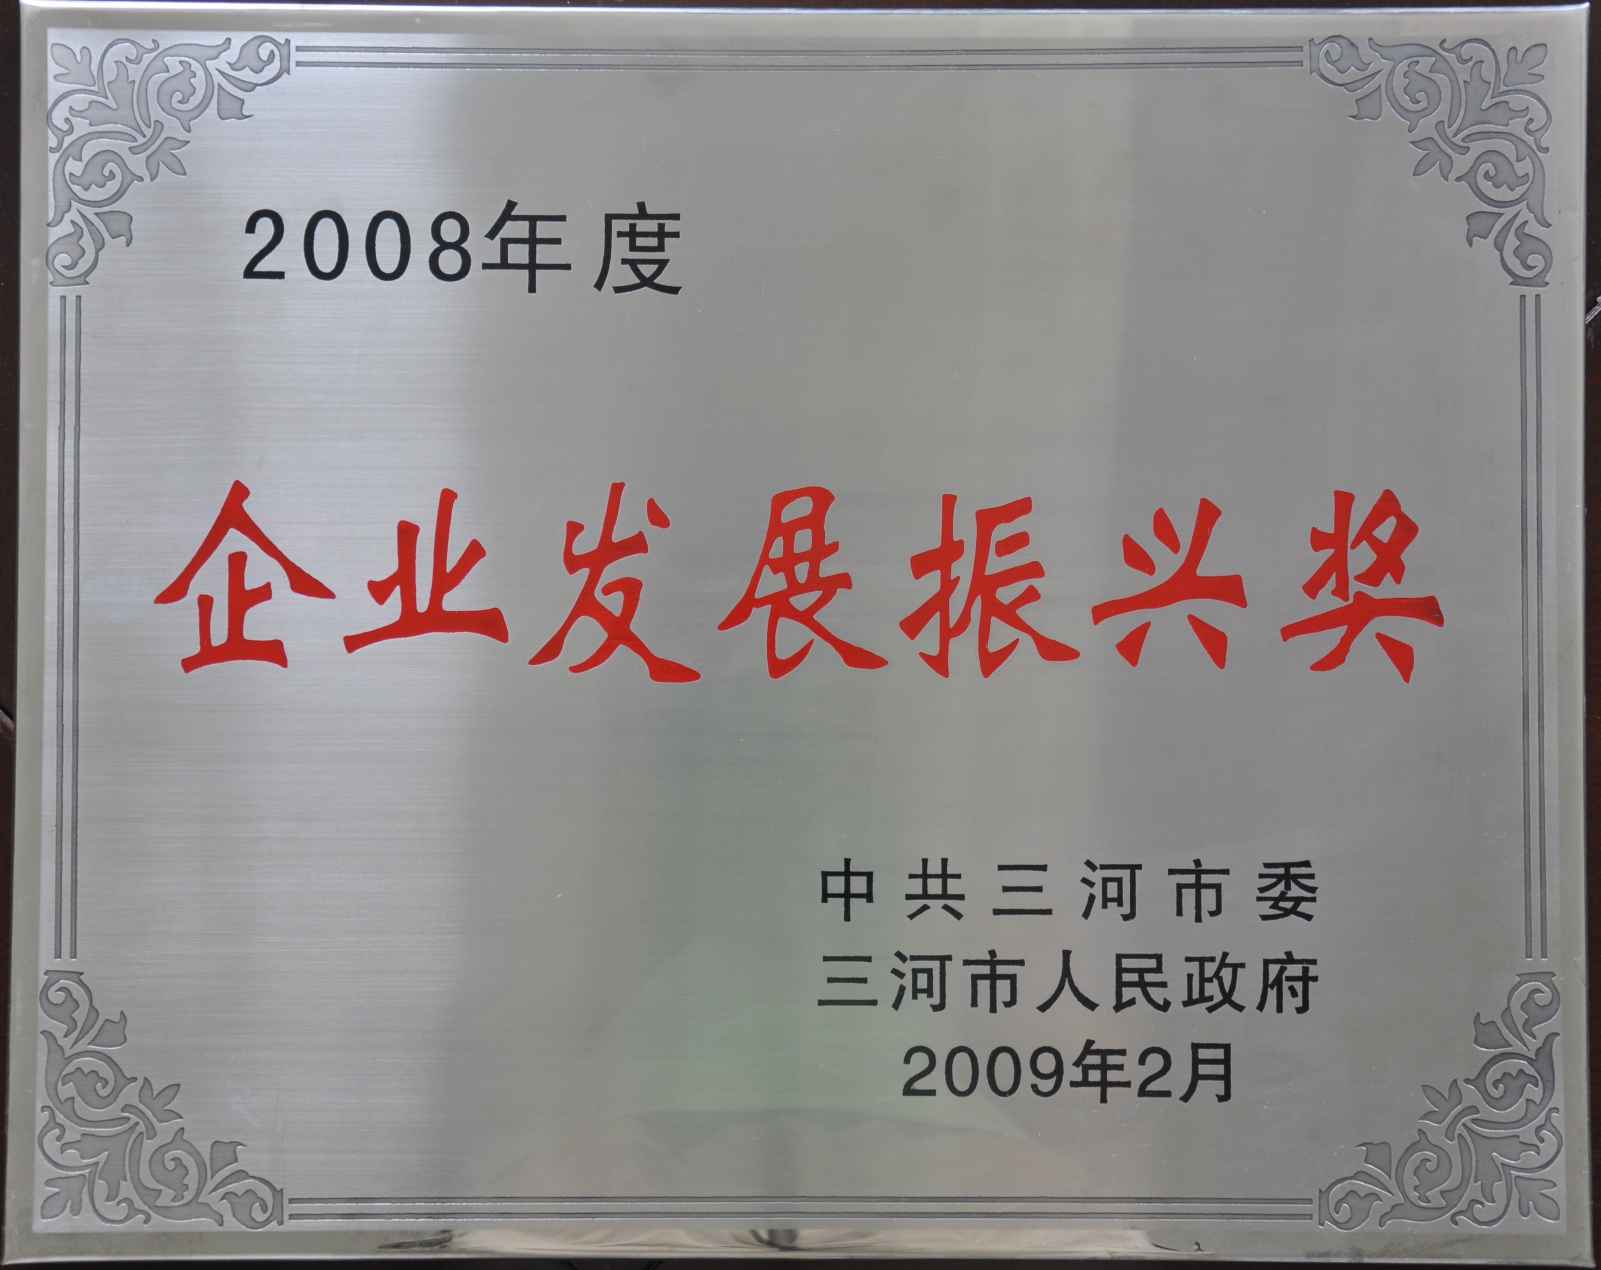 2008年度
企业发展振兴奖
中共三河市委
三河市人民政府
2009年2月